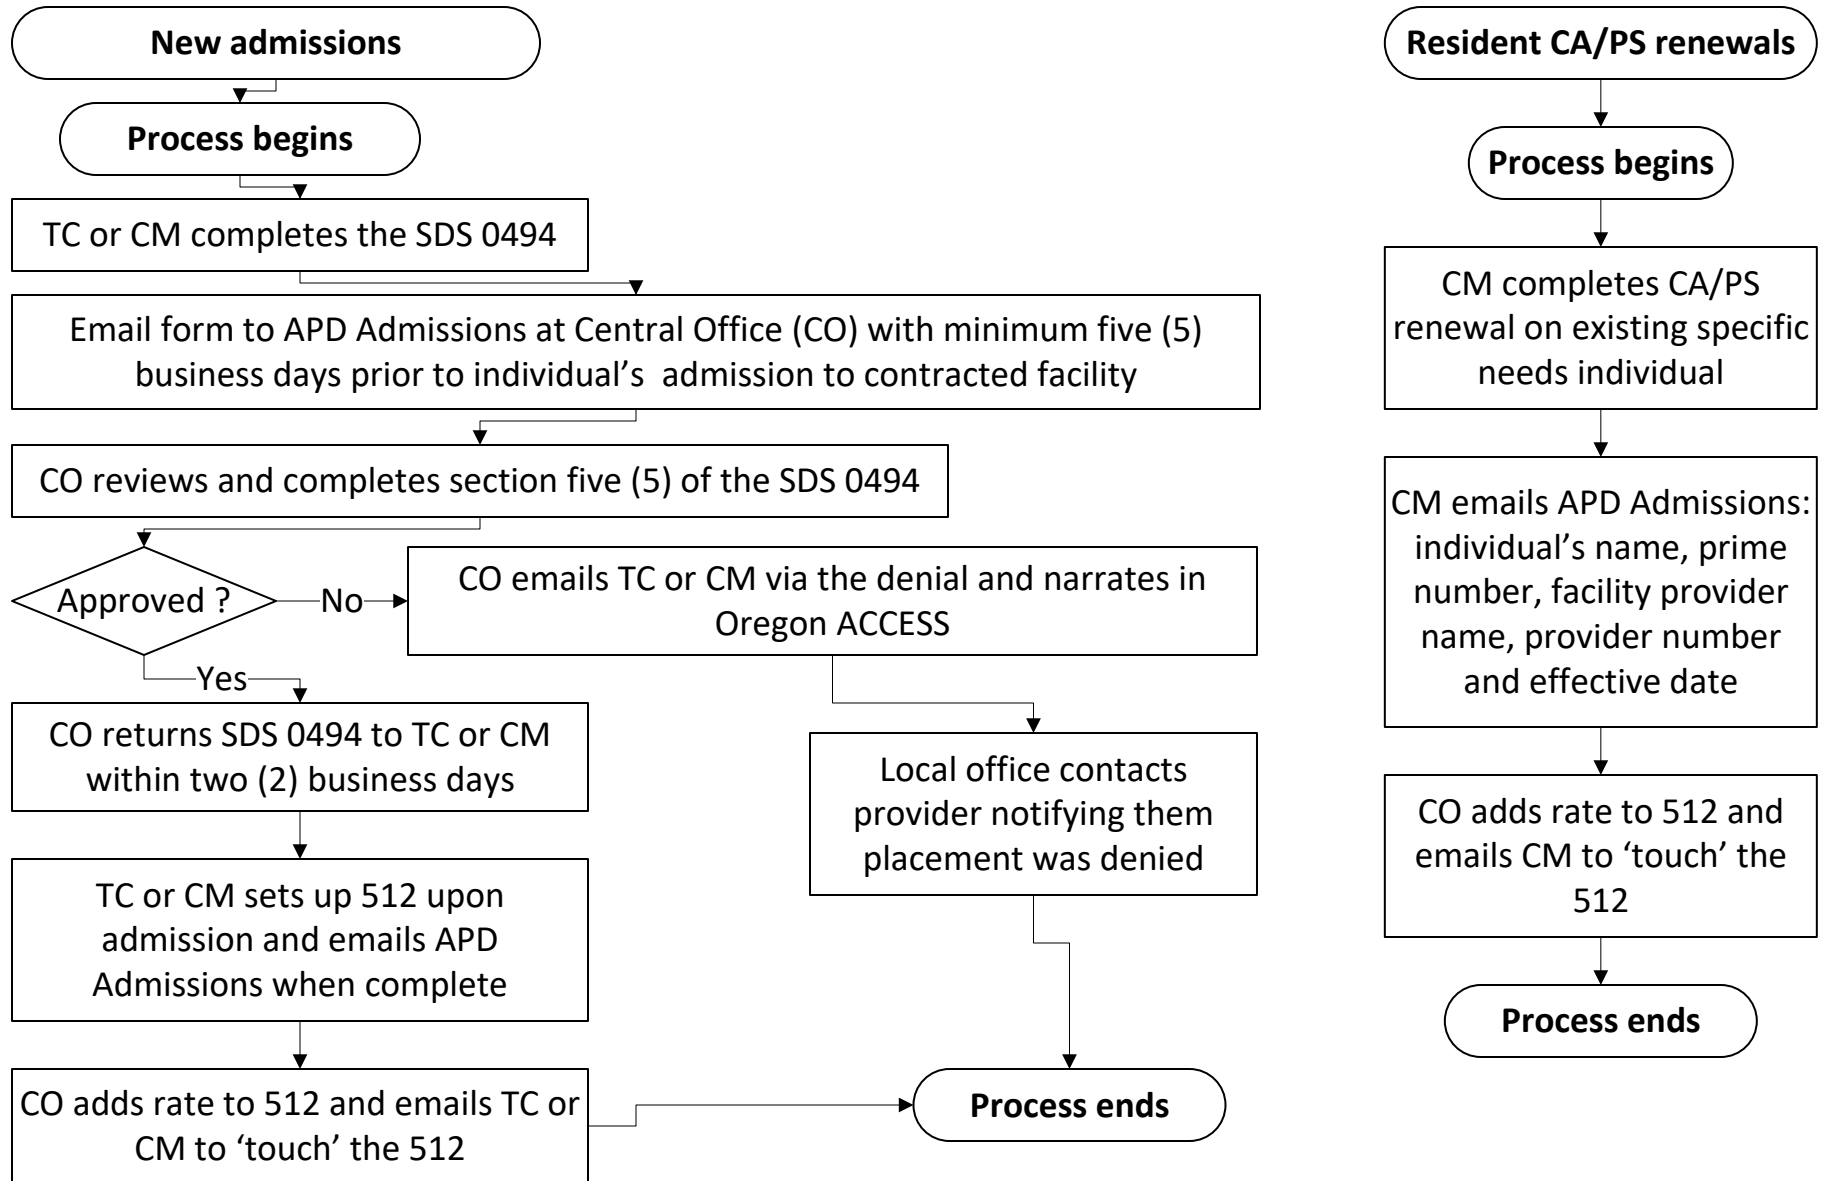 New admissions
Process begins
TC or CM completes the SDS 0494
Email form to APD Admissions at Central Office (CO) with minimum five (5)
business days prior to individual’s  admission to contracted facility
CO reviews and completes section five (5) of the SDS 0494
Approved ?
No
CO emails TC or CM via the denial and narrates in
Oregon ACCESS
Yes
CO returns SDS 0494 to TC or CM
within two (2) business days
Local office contacts
provider notifying them
placement was denied
TC or CM sets up 512 upon
admission and emails APD
Admissions when complete
CO adds rate to 512 and emails TC or
CM to ‘touch’ the 512
Process ends
Resident CA/PS renewals
Process begins
CM completes CA/PS
renewal on existing specific
needs individual
CM emails APD Admissions:
individual’s name, prime
number, facility provider
name, provider number
and effective date
CO adds rate to 512 and
emails CM to ‘touch’ the
512
Process ends